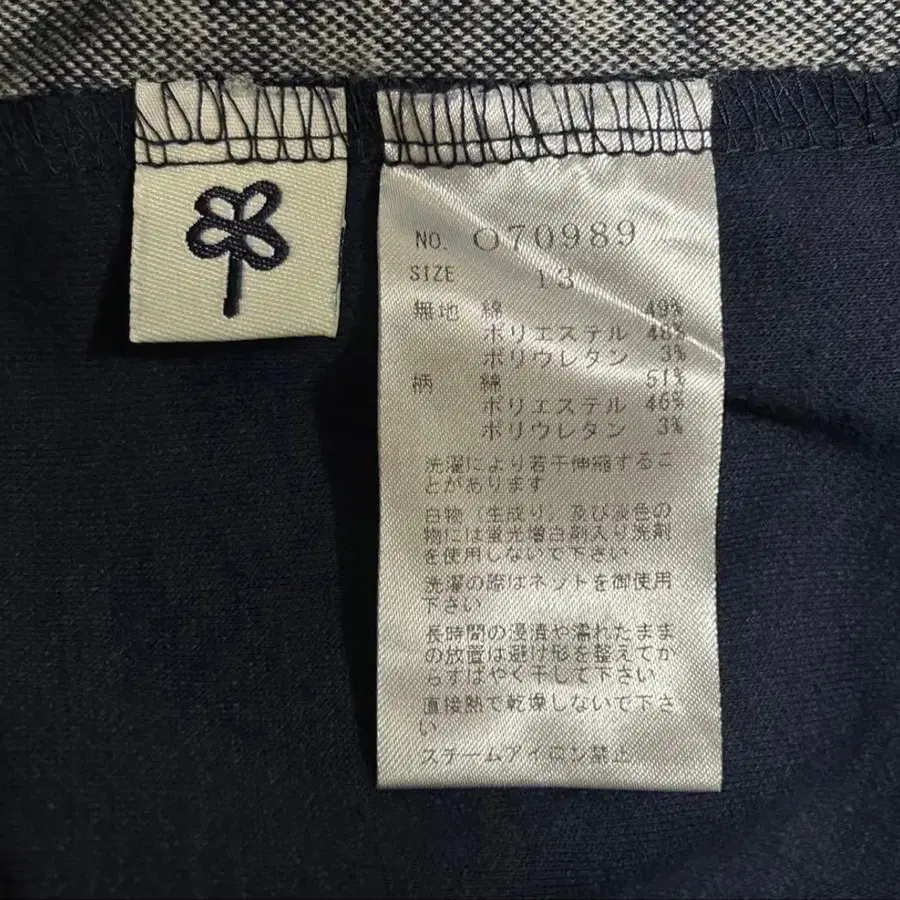 NO. O70989
SIZE 13
無地 綿 49%
ポリエステル 48%
ポリウレタン 3%
柄 綿 51%
ポリエステル 46%
ポリウレタン 3%
洗濯により若干伸縮するこ
とがあります
白物（生成り）及び淡色の
物には蛍光増白剤入り洗剤
を使用しないで下さい
洗濯の際はネットを御使用
下さい
長時間の浸漬や濡れたまま
の放置は避け形を整えてか
らすばやく干して下さい
直接熱で乾燥しないで下さ
い
スチームアイロン禁止